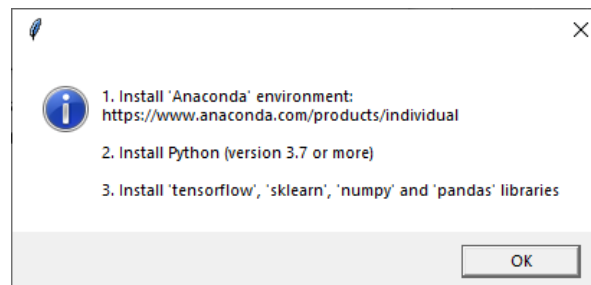 1. Install 'Anaconda' environment:
https://www.anaconda.com/products/individual
2. Install Python (version 3.7 or more)
3. Install 'tensorflow', 'sklearn', 'numpy' and 'pandas' libraries
OK